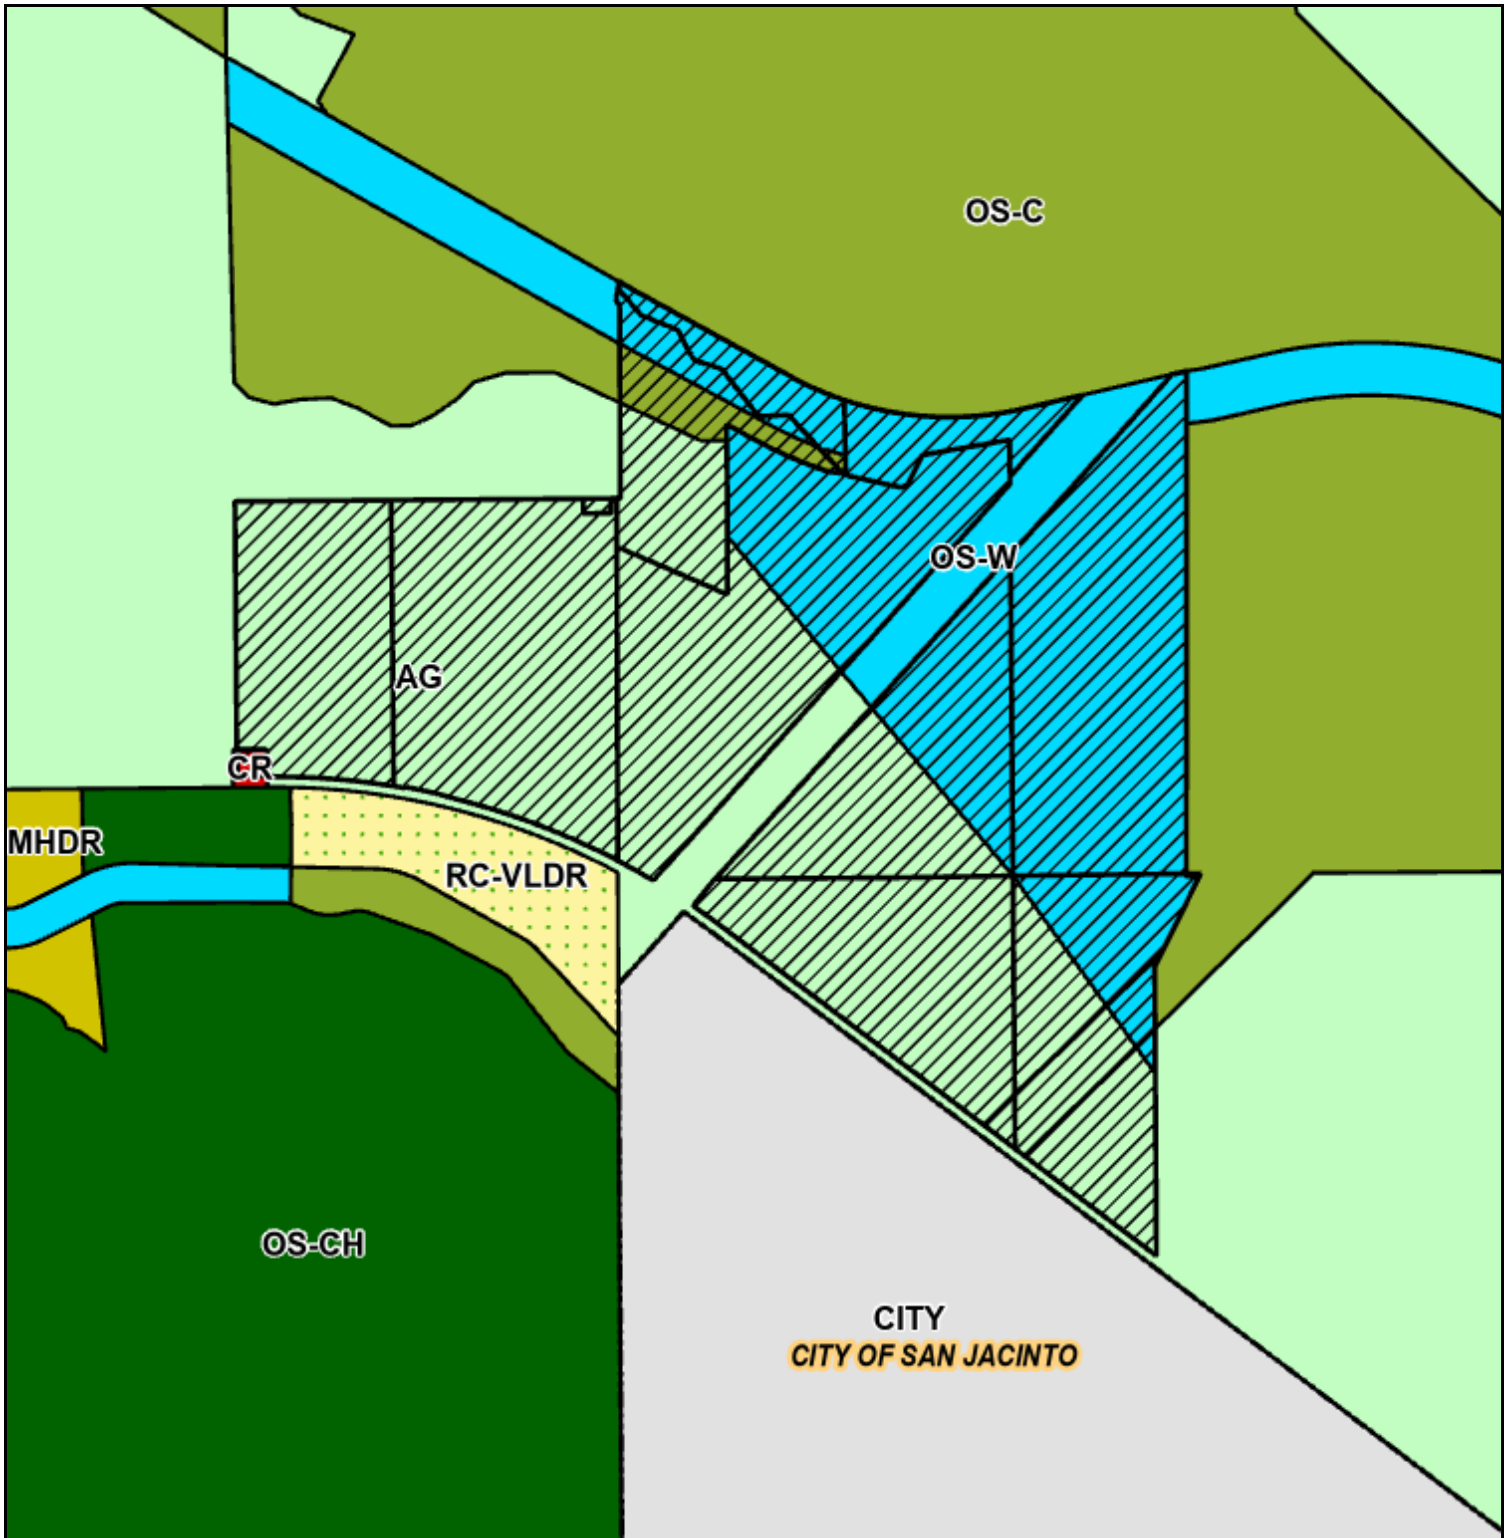 OS-C
OS-W
AG
CR
MHDR
RC-VLDR
OS-CH
CITY
CITY OF SAN JACINTO